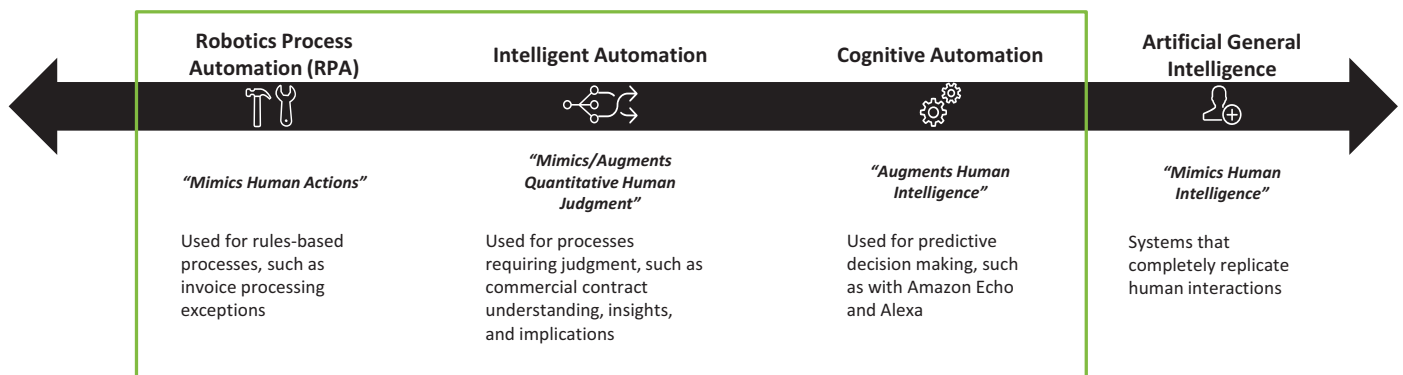 Robotics Process
Automation (RPA)
Intelligent Automation
Cognitive Automation
Artificial General
Intelligence
“Mimics Human Actions”
“Mimics/Augments
Quantitative Human
Judgment”
“Augments Human
Intelligence”
“Mimics Human
Intelligence”
Used for rules-based
processes, such as
invoice processing
exceptions
Used for processes
requiring judgment, such as
commercial contract
understanding, insights,
and implications
Used for predictive
decision making, such
as with Amazon Echo
and Alexa
Systems that
completely replicate
human interactions